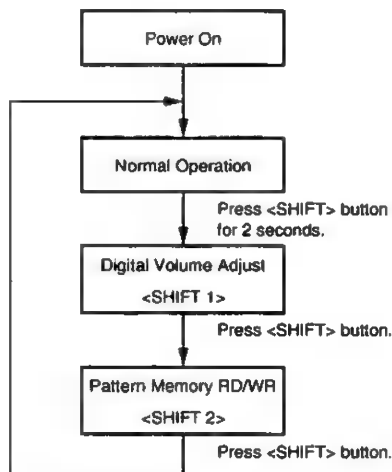 Power On
Normal Operation
Press <SHIFT> button
for 2 seconds.
Digital Volume Adjust
<SHIFT 1>
Press <SHIFT> button.
Pattern Memory RD/WR
<SHIFT 2>
Press <SHIFT> button.